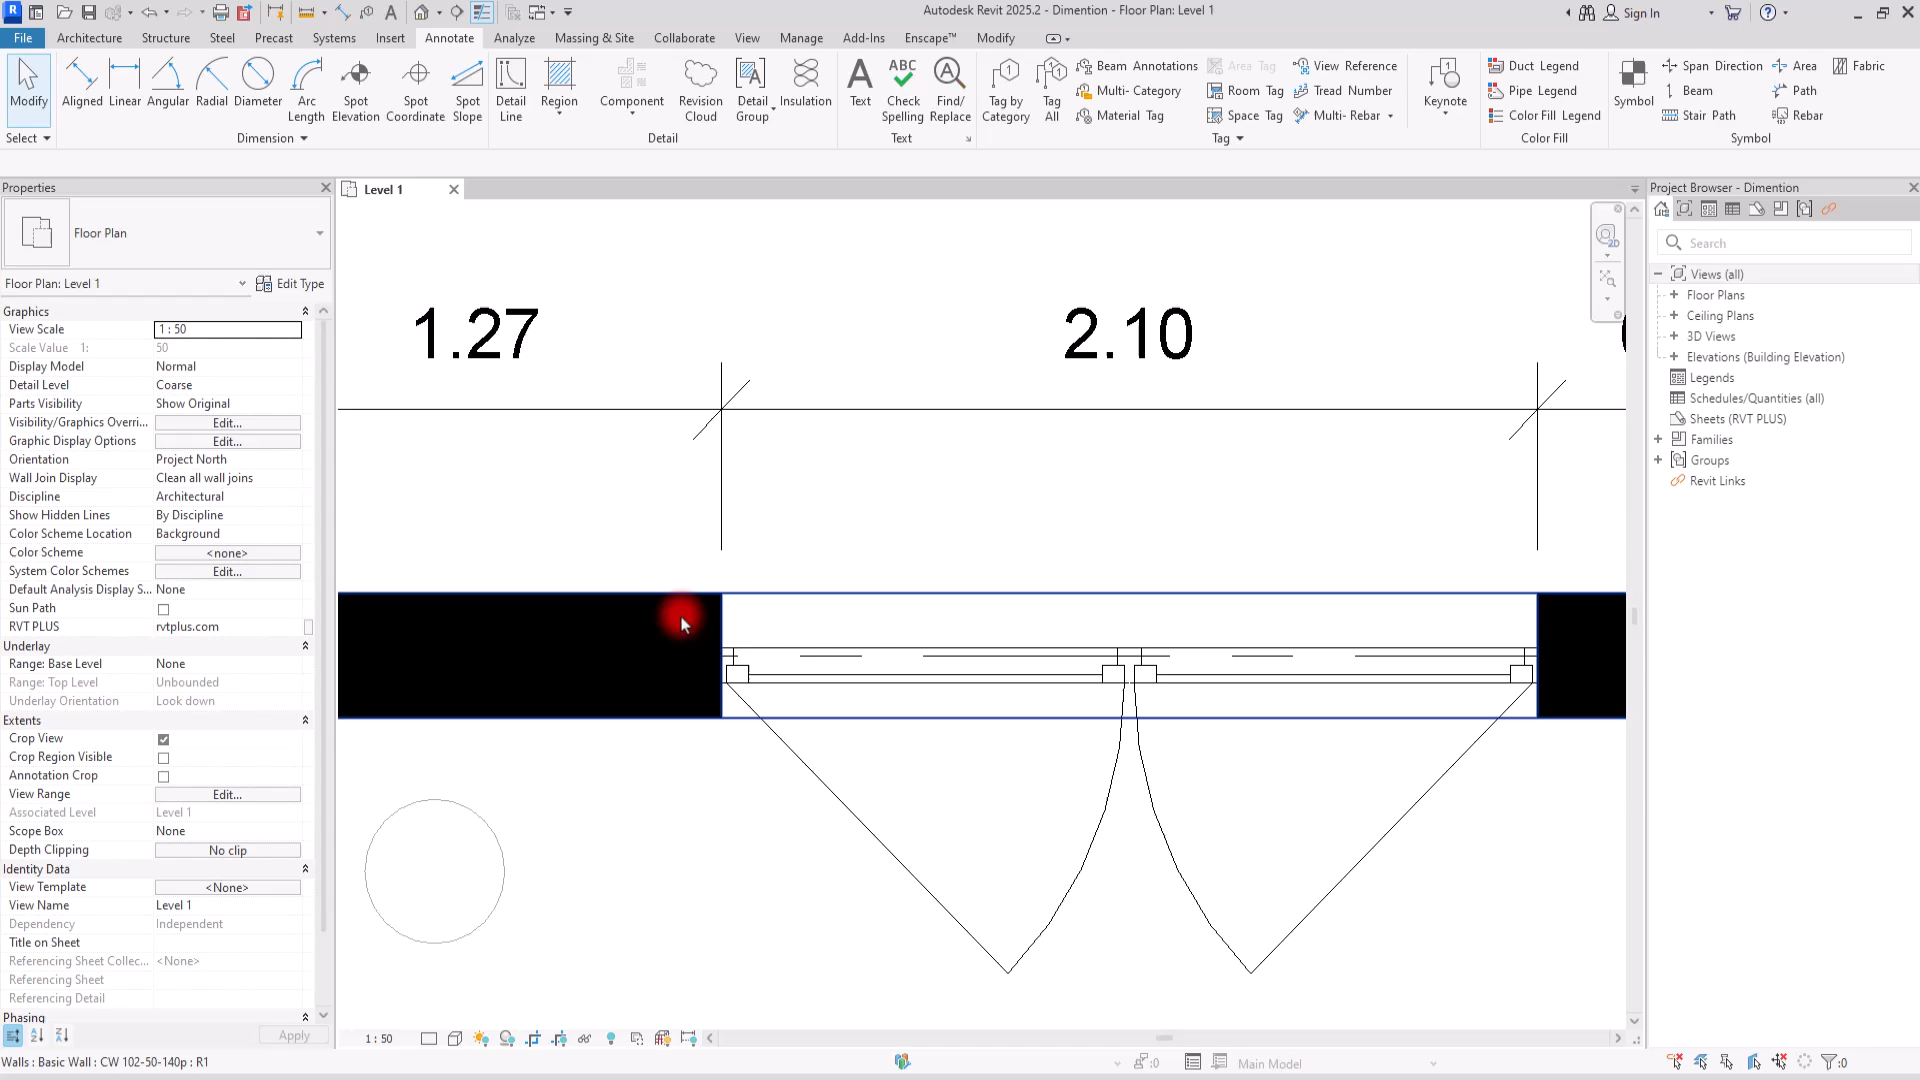 Autodesk Revit 2025.2 - Dimention - Floor Plan: Level 1
Sign In
File Architecture Structure Steel Precast Systems Insert Annotate Analyze Massing & Site Collaborate View Manage Add-Ins Enscape™ Modify
Modify
Aligned Linear Angular Radial Diameter Arc Length Spot Elevation Spot Coordinate Spot Slope
Detail Line Region Component Revision Cloud Detail Group Insulation
Text Check Spelling Find/ Replace
Tag by Category Tag All
Beam Annotations Area Tag View Reference
Multi- Category Room Tag Tread Number
Material Tag Space Tag Multi- Rebar
Keynote
Duct Legend
Pipe Legend
Color Fill Legend
Symbol
Span Direction Area Fabric
Beam Path
Stair Path Rebar
Select Dimension Detail Text Tag Color Fill Symbol
Properties
Floor Plan
Floor Plan: Level 1 Edit Type
Graphics
View Scale 1 : 50
Scale Value 1: 50
Display Model Normal
Detail Level Coarse
Parts Visibility Show Original
Visibility/Graphics Overri... Edit...
Graphic Display Options Edit...
Orientation Project North
Wall Join Display Clean all wall joins
Discipline Architectural
Show Hidden Lines By Discipline
Color Scheme Location Background
Color Scheme <none>
System Color Schemes Edit...
Default Analysis Display S... None
Sun Path
RVT PLUS rvtplus.com
Underlay
Range: Base Level None
Range: Top Level Unbounded
Underlay Orientation Look down
Extents
Crop View
Crop Region Visible
Annotation Crop
View Range Edit...
Associated Level Level 1
Scope Box None
Depth Clipping No clip
Identity Data
View Template <None>
View Name Level 1
Dependency Independent
Title on Sheet
Referencing Sheet Collec... <None>
Referencing Sheet
Referencing Detail
Phasing
Apply
Level 1
1.27 2.10
1 : 50
Project Browser - Dimention
Search
Views (all)
Floor Plans
Ceiling Plans
3D Views
Elevations (Building Elevation)
Legends
Schedules/Quantities (all)
Sheets (RVT PLUS)
Families
Groups
Revit Links
Walls : Basic Wall : CW 102-50-140p : R1
:0
Main Model
:0